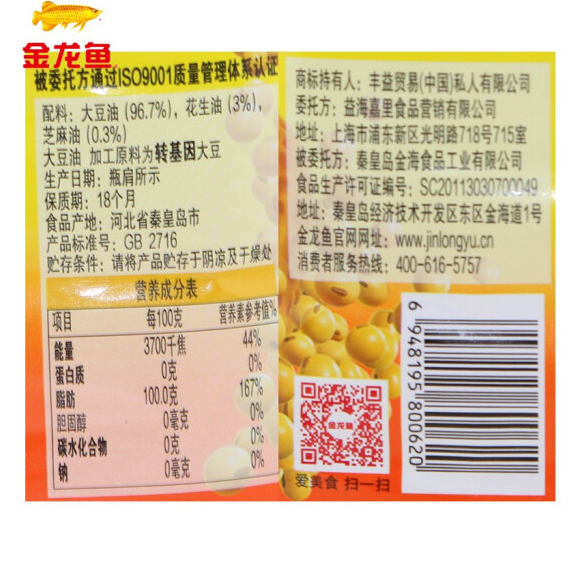 金龙鱼
被委托方通过ISO9001质量管理体系认证
配料：大豆油（96.7%），花生油（3%），
芝麻油（0.3%）
大豆油 加工原料为转基因大豆
生产日期：瓶肩所示
保质期：18个月
食品产地：河北省秦皇岛市
产品标准号：GB 2716
贮存条件：请将产品贮存于阴凉及干燥处
营养成分表
项目 每100克 营养素参考值%
能量 3700千焦 44%
蛋白质 0克 0%
脂肪 100.0克 167%
胆固醇 0毫克 0%
碳水化合物 0克 0%
钠 0毫克 0%
商标持有人：丰益贸易(中国)私人有限公司
委托方：益海嘉里食品营销有限公司
地址：上海市浦东新区光明路718号715室
被委托方：秦皇岛金海食品工业有限公司
食品生产许可证编号：SC20113030700049
地址：秦皇岛经济技术开发区东区金海道1号
金龙鱼官网网址：www.jinlongyu.cn
消费者服务热线：400-616-5757
金龙鱼
爱美食 扫一扫
6 948195 800620